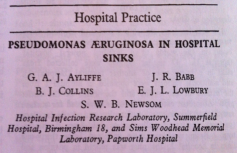 Hospital Practice
PSEUDOMONAS ÆRUGINOSA IN HOSPITAL
SINKS
G. A. J. AYLIFFE J. R. BABB
B. J. COLLINS E. J. L. LOWBURY
S. W. B. NEWSOM
Hospital Infection Research Laboratory, Summerfield
Hospital, Birmingham 18, and Sims Woodhead Memorial
Laboratory, Papworth Hospital